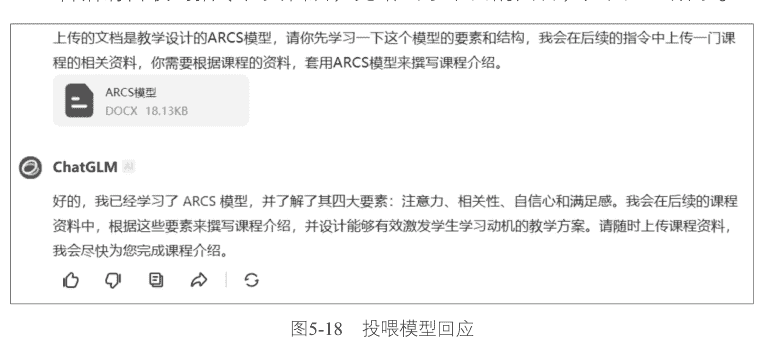 上传的文档是教学设计的ARCS模型，请你先学习一下这个模型的要素和结构，我会在后续的指令中上传一门课
程的相关资料，你需要根据课程的资料，套用ARCS模型来撰写课程介绍。
ARCS模型
DOCX 18.13KB
ChatGLM AI
好的，我已经学习了 ARCS 模型，并了解了其四大要素：注意力、相关性、自信心和满足感。我会在后续的课程
资料中，根据这些要素来撰写课程介绍，并设计能够有效激发学生学习动机的教学方案。请随时上传课程资料，
我会尽快为您完成课程介绍。
图5-18 投喂模型回应